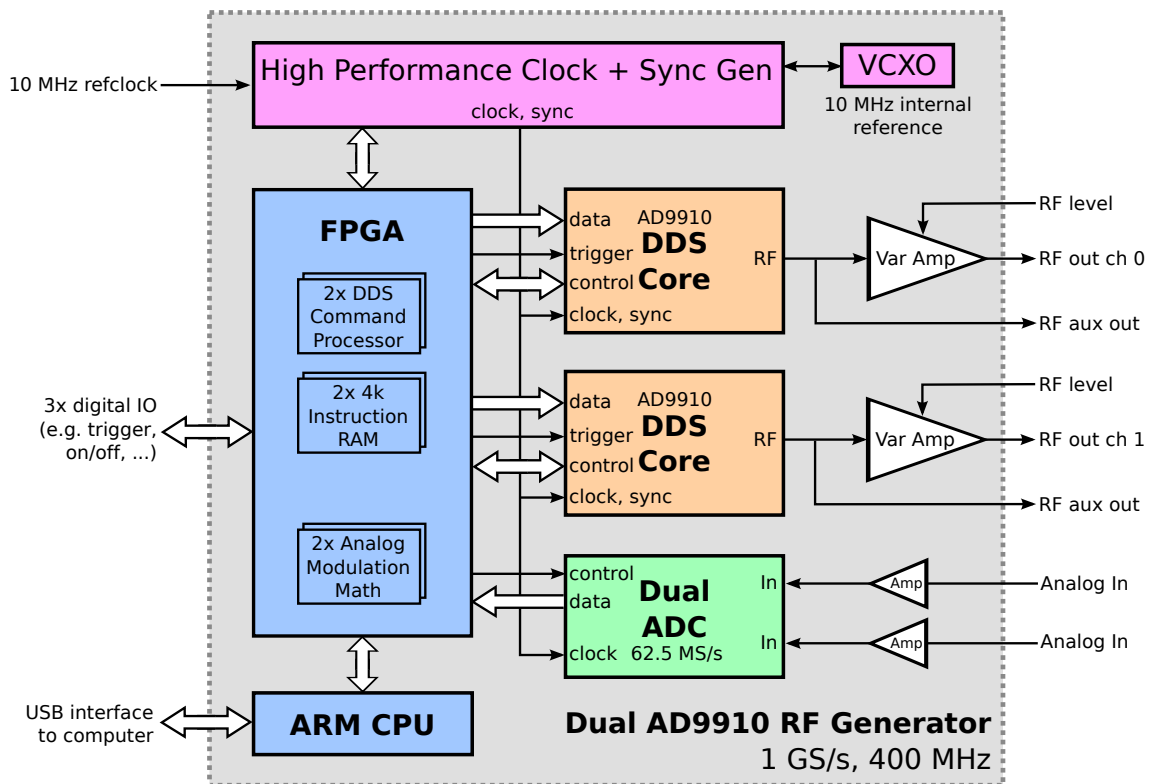 High Performance Clock + Sync Gen
clock, sync
VCXO
10 MHz internal
reference
10 MHz refclock
FPGA
2x DDS
Command
Processor
2x 4k
Instruction
RAM
2x Analog
Modulation
Math
data
trigger
control
clock, sync
AD9910
DDS
Core
RF
Var Amp
RF level
RF out ch 0
RF aux out
data
trigger
control
clock, sync
AD9910
DDS
Core
RF
Var Amp
RF level
RF out ch 1
RF aux out
3x digital IO
(e.g. trigger,
on/off, ...)
control
data
clock
Dual
ADC
62.5 MS/s
In
In
Amp
Amp
Analog In
Analog In
USB interface
to computer
ARM CPU
Dual AD9910 RF Generator
1 GS/s, 400 MHz